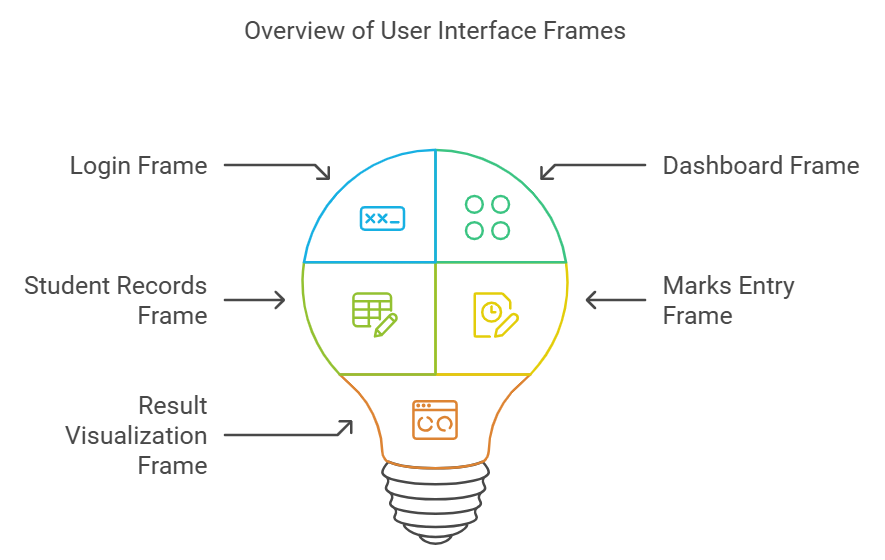 Overview of User Interface Frames
Login Frame
Dashboard Frame
Student Records
Frame
Marks Entry
Frame
Result
Visualization
Frame